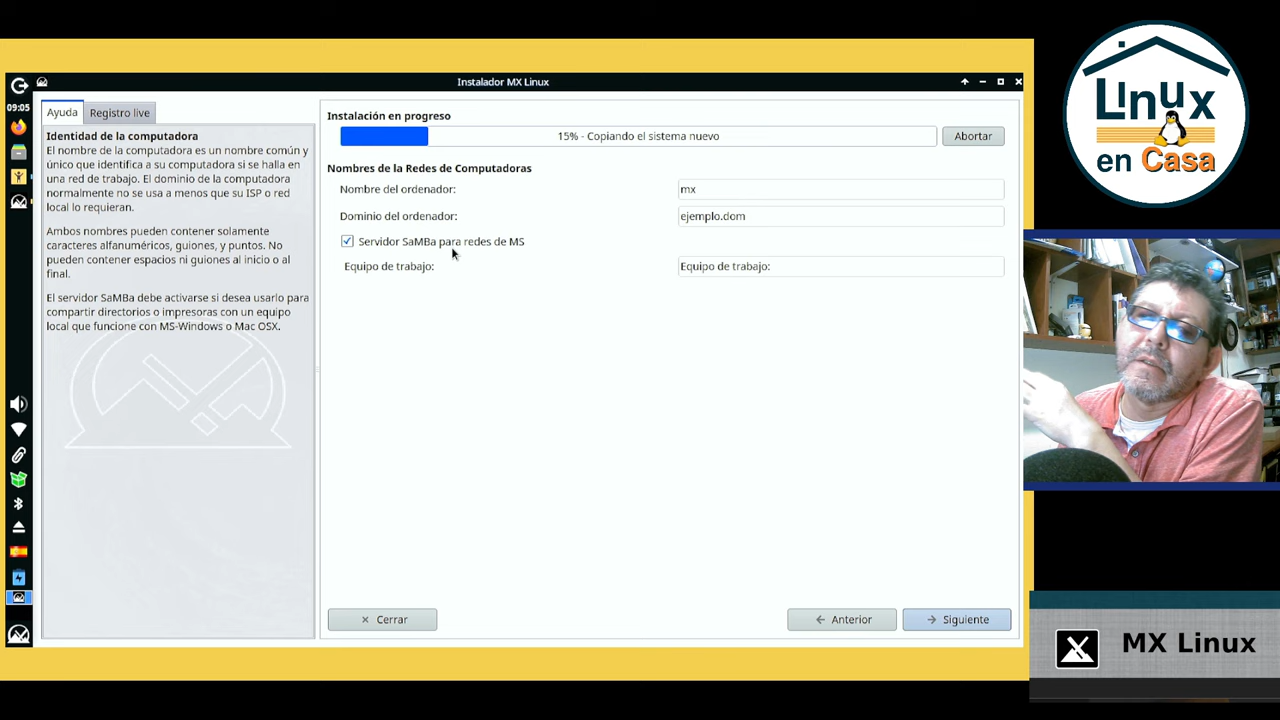 Instalador MX Linux
09:05
Ayuda
Registro live
Identidad de la computadora
El nombre de la computadora es un nombre común y
único que identifica a su computadora si se halla en
una red de trabajo. El dominio de la computadora
normalmente no se usa a menos que su ISP o red
local lo requieran.
Ambos nombres pueden contener solamente
caracteres alfanuméricos, guiones, y puntos. No
pueden contener espacios ni guiones al inicio o al
final.
El servidor SaMBa debe activarse si desea usarlo para
compartir directorios o impresoras con un equipo
local que funcione con MS-Windows o Mac OSX.
Instalación en progreso
15% - Copiando el sistema nuevo
Abortar
Nombres de la Redes de Computadoras
Nombre del ordenador:
mx
Dominio del ordenador:
ejemplo.dom
Servidor SaMBa para redes de MS
Equipo de trabajo:
Equipo de trabajo:
Cerrar
Anterior
Siguiente
Linux
en Casa
MX Linux